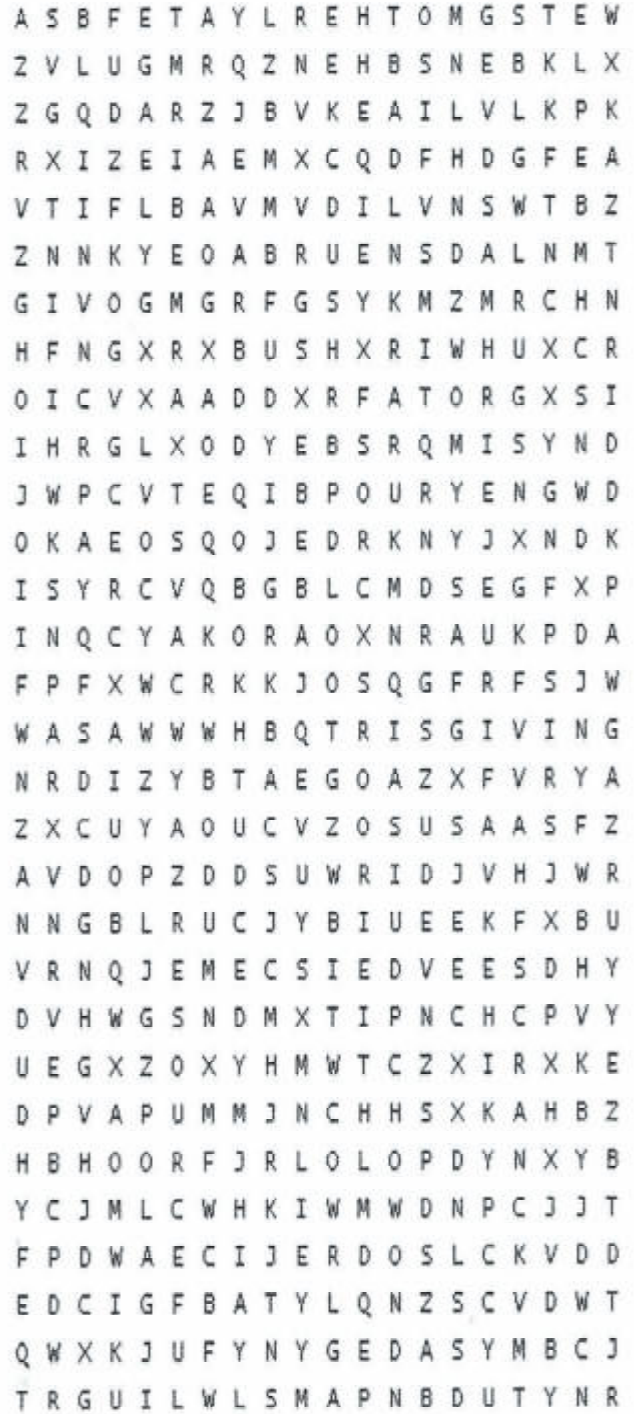 A S B F E T A Y L R E H T O M G S T E W
Z V L U G M R Q Z N E H B S N E B K L X
Z G Q D A R Z J B V K E A I L V L K P K
R X I Z E I A E M X C Q D F H D G F E A
V T I F L B A V M V D I L V N S W T B Z
Z N N K Y E O A B R U E N S D A L N M T
G I V O G M G R F G S Y K M Z M R C H N
H F N G X R X B U S H X R I W H U X C R
O I C V X A A D D X R F A T O R G X S I
I H R G L X O D Y E B S R Q M I S Y N D
J W P C V T E Q I B P O U R Y E N G W D
O K A E O S Q O J E D R K N Y J X N D K
I S Y R C V Q B G B L C M D S E G F X P
I N Q C Y A K O R A O X N R A U K P D A
F P F X W C R K K J O S Q G F R F S J W
W A S A W W W H B Q T R I S G I V I N G
N R D I Z Y B T A E G O A Z X F V R Y A
Z X C U Y A O U C V Z O S U S A A S F Z
A V D O P Z D D S U W R I D J V H J W R
N N G B L R U C J Y B I U E E K F X B U
V R N Q J E M E C S I E D V E E S D H Y
D V H W G S N D M X T I P N C H C P V Y
U E G X Z O X Y H M W T C Z X I R X K E
D P V A P U M M J N C H H S X K A H B Z
H B H O O R F J R L O L O P D Y N X Y B
Y C J M L C W H K I W M W D N P C J J T
F P D W A E C I J E R D O S L C K V D D
E D C I G F B A T Y L Q N Z S C V D W T
Q W X K J U F Y N Y G E D A S Y M B C J
T R G U I L W L S M A P N B D U T Y N R